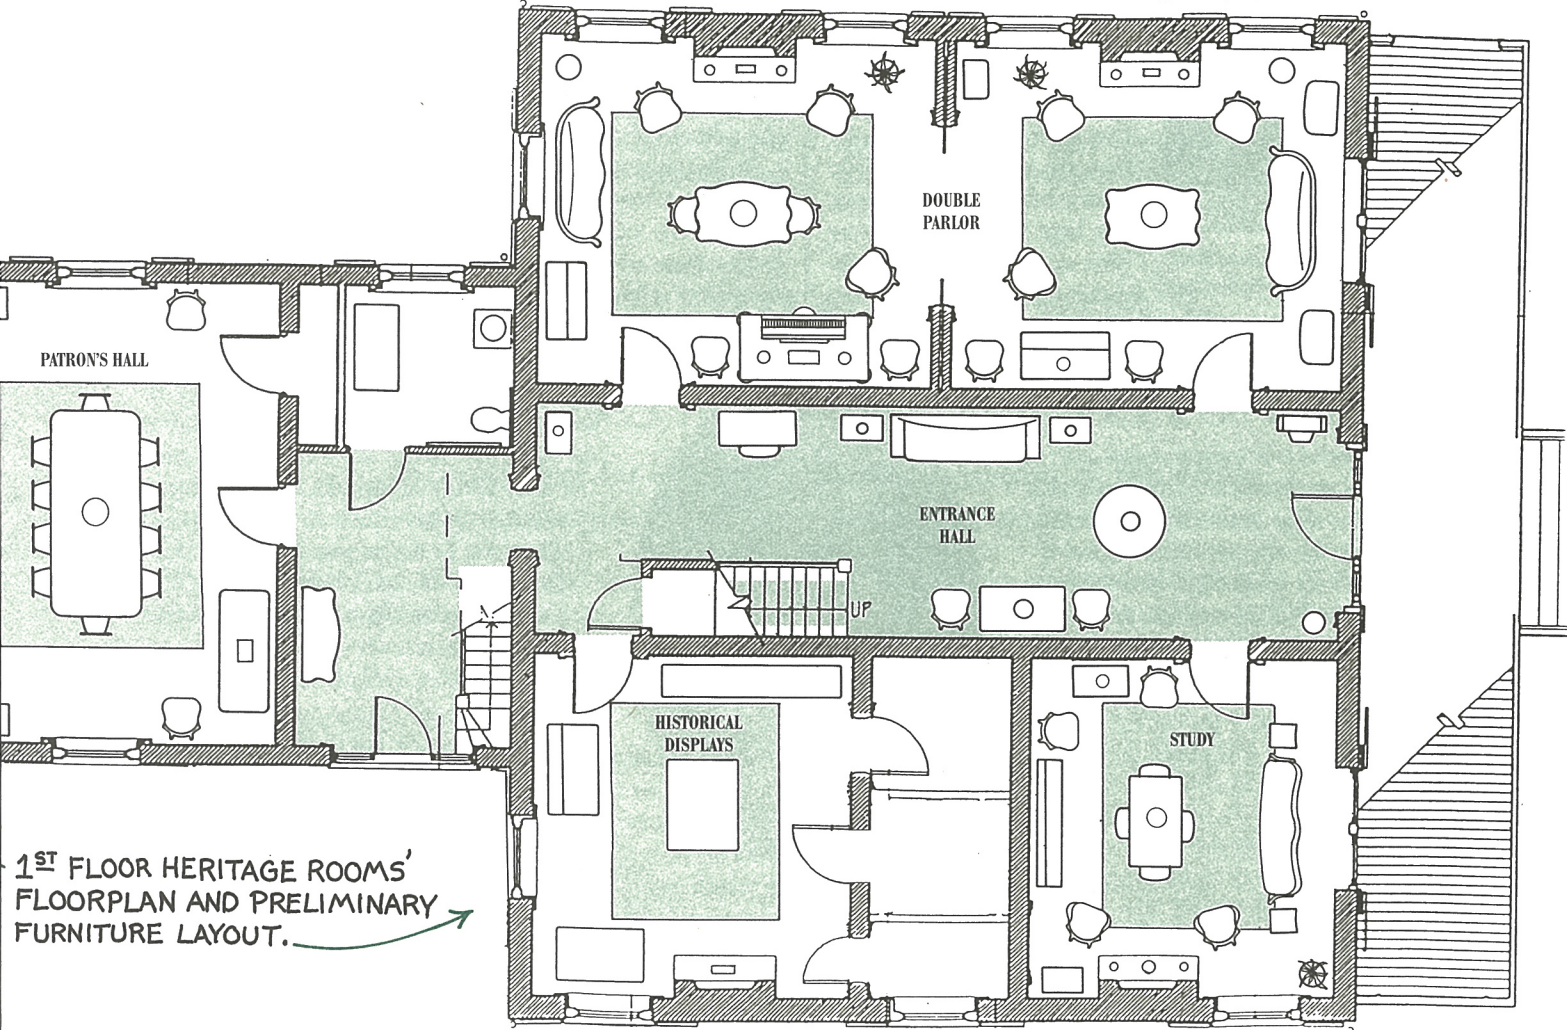 DOUBLE
PARLOR
PATRON'S HALL
ENTRANCE
HALL
UP
HISTORICAL
DISPLAYS
STUDY
1ST FLOOR HERITAGE ROOMS'
FLOORPLAN AND PRELIMINARY
FURNITURE LAYOUT.